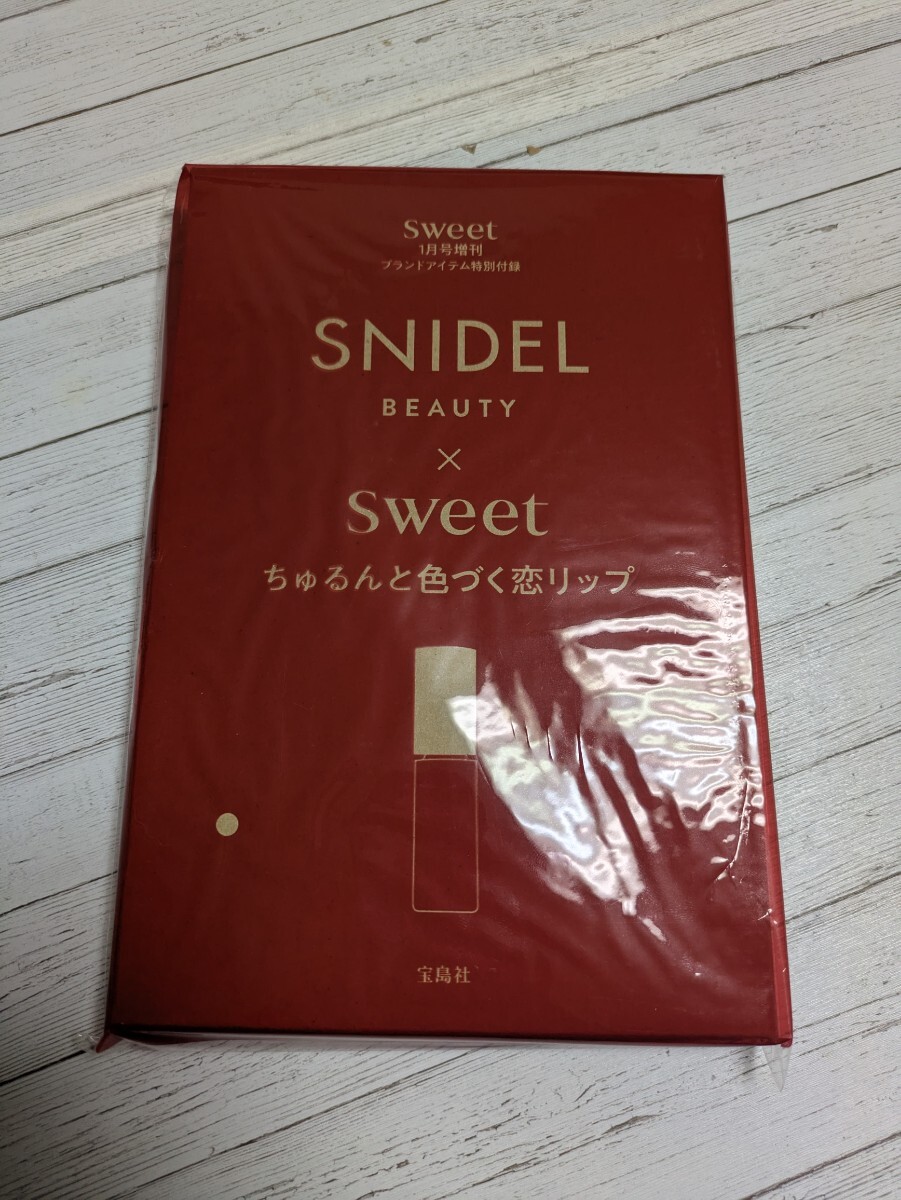 sweet
1月号増刊
ブランドアイテム特別付録
SNIDEL
BEAUTY
×
sweet
ちゅるんと色づく恋リップ
宝島社